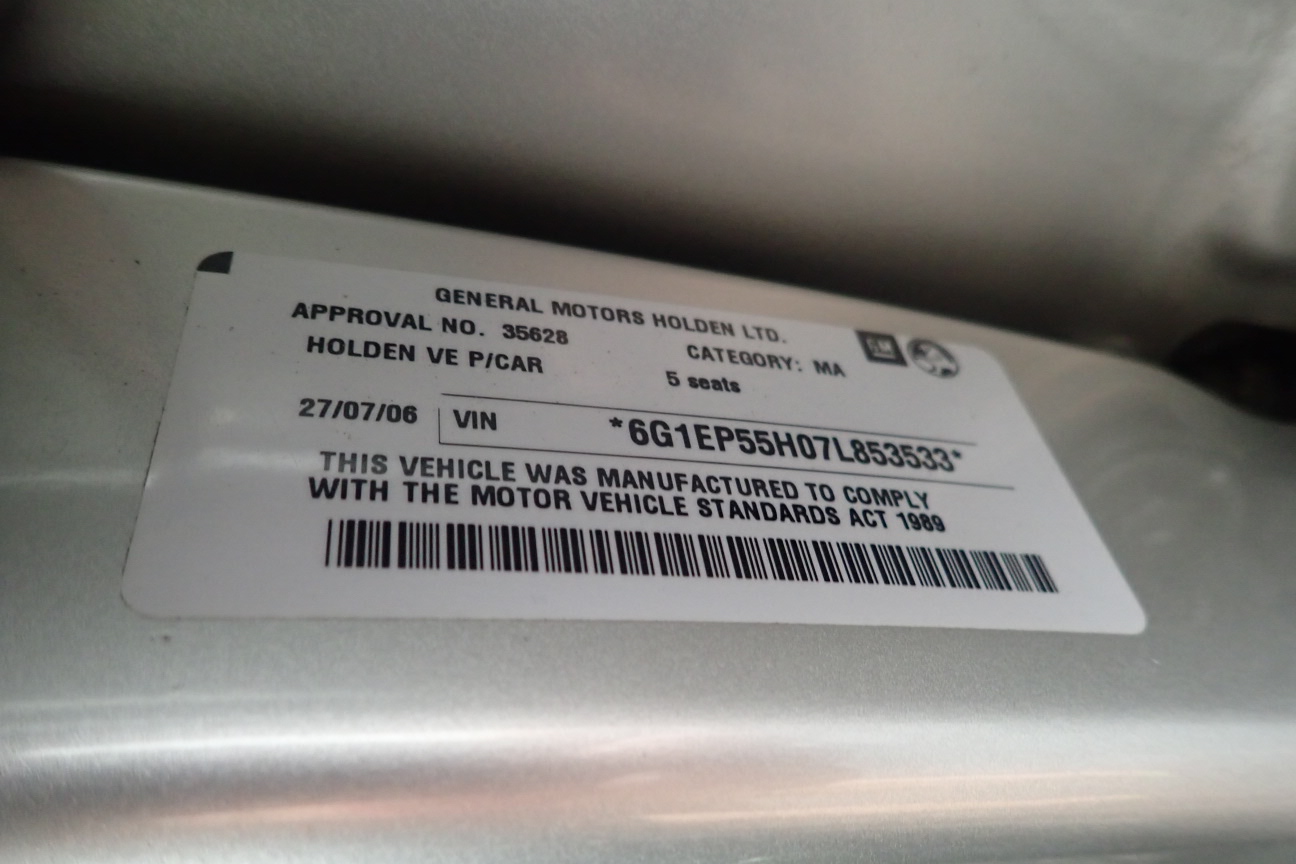 GENERAL MOTORS HOLDEN LTD.
APPROVAL NO. 35628 CATEGORY: MA
HOLDEN VE P/CAR 5 seats
27/07/06 VIN *6G1EP55H07L853533*
THIS VEHICLE WAS MANUFACTURED TO COMPLY
WITH THE MOTOR VEHICLE STANDARDS ACT 1989
GM